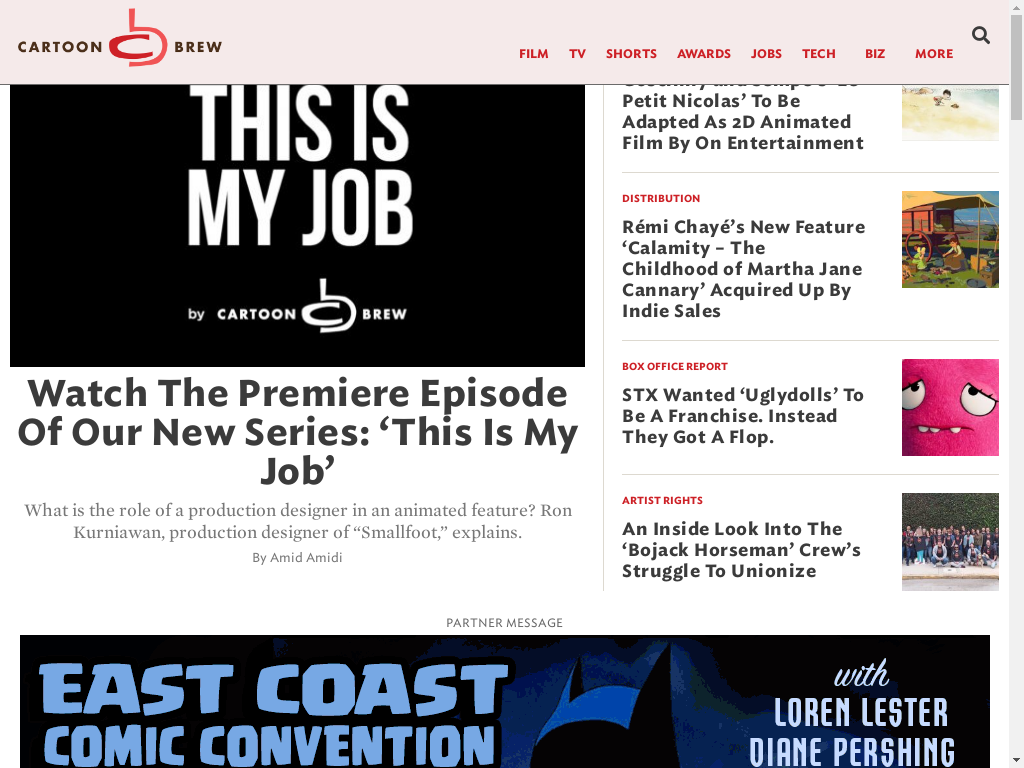 CARTOON BREW
FILM TV SHORTS AWARDS JOBS TECH BIZ MORE
THIS IS
MY JOB
by CARTOON BREW
Watch The Premiere Episode
Of Our New Series: ‘This Is My
Job’
What is the role of a production designer in an animated feature? Ron
Kurniawan, production designer of “Smallfoot,” explains.
By Amid Amidi
Petit Nicolas’ To Be
Adapted As 2D Animated
Film By On Entertainment
DISTRIBUTION
Rémi Chayé’s New Feature
‘Calamity – The
Childhood of Martha Jane
Cannary’ Acquired Up By
Indie Sales
BOX OFFICE REPORT
STX Wanted ‘Uglydolls’ To
Be A Franchise. Instead
They Got A Flop.
ARTIST RIGHTS
An Inside Look Into The
‘Bojack Horseman’ Crew’s
Struggle To Unionize
PARTNER MESSAGE
EAST COAST
COMIC CONVENTION
with
LOREN LESTER
DIANE PERSHING